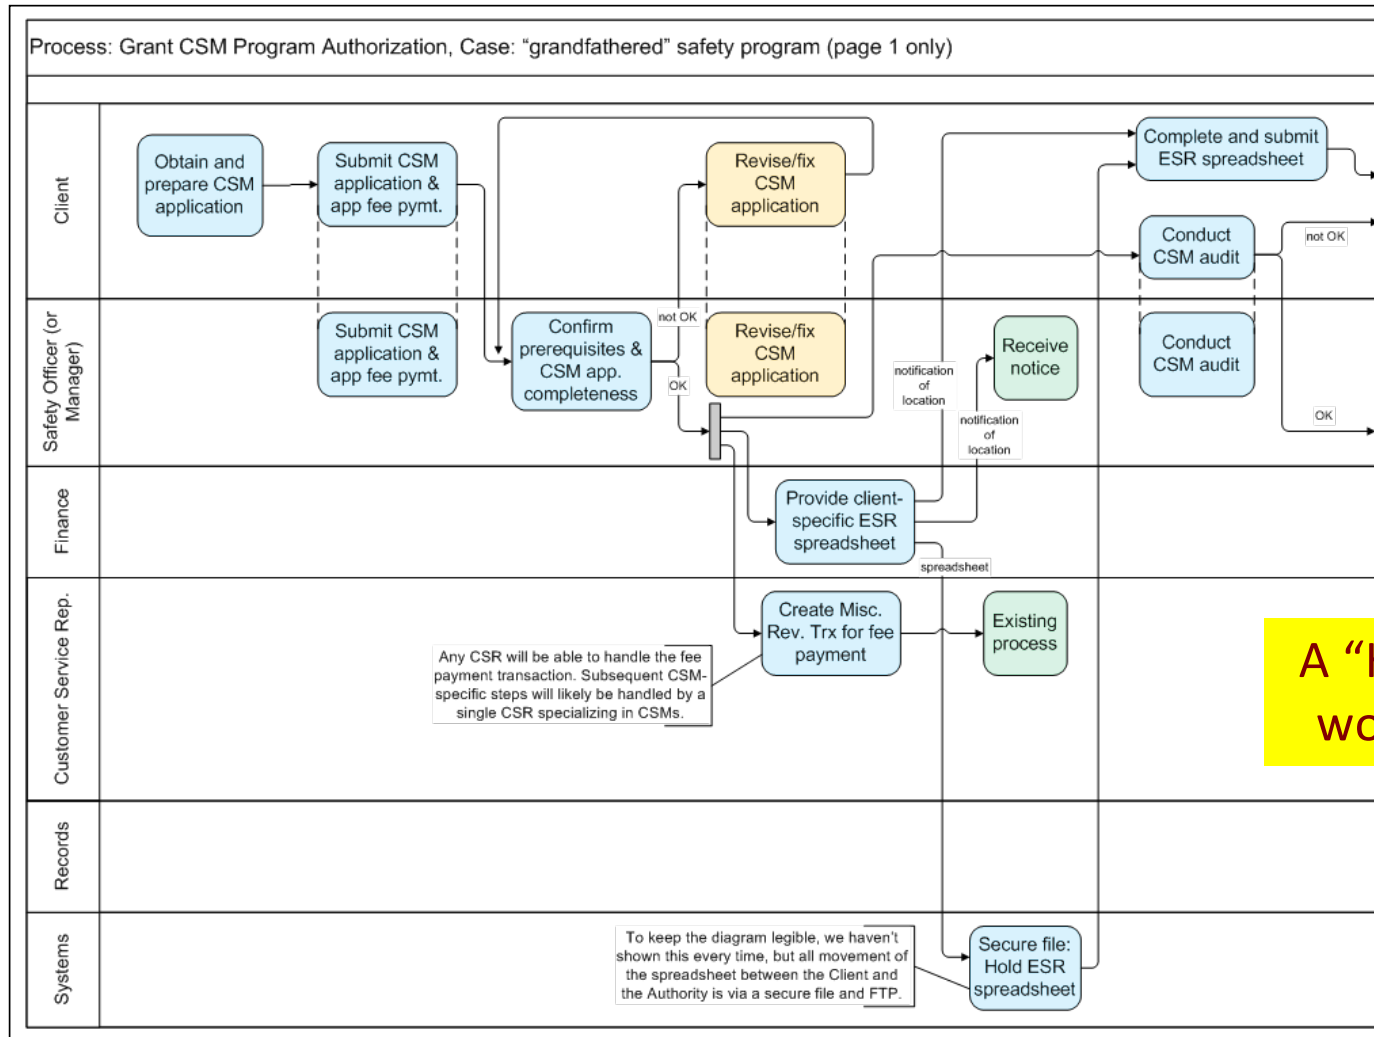 Process: Grant CSM Program Authorization, Case: “grandfathered” safety program (page 1 only)
Client
Obtain and
prepare CSM
application
Submit CSM
application &
app fee pymt.
Revise/fix
CSM
application
Complete and submit
ESR spreadsheet
Conduct
CSM audit
not OK
Safety Officer (or
Manager)
Submit CSM
application &
app fee pymt.
Confirm
prerequisites &
CSM app.
completeness
not OK
OK
Revise/fix
CSM
application
notification
of
location
Receive
notice
notification
of
location
Conduct
CSM audit
OK
Finance
Provide client-
specific ESR
spreadsheet
spreadsheet
Customer Service Rep.
Create Misc.
Rev. Trx for fee
payment
Existing
process
Any CSR will be able to handle the fee
payment transaction. Subsequent CSM-
specific steps will likely be handled by a
single CSR specializing in CSMs.
A
Records
Systems
To keep the diagram legible, we haven’t
shown this every time, but all movement of
the spreadsheet between the Client and
the Authority is via a secure file and FTP.
Secure file:
Hold ESR
spreadsheet